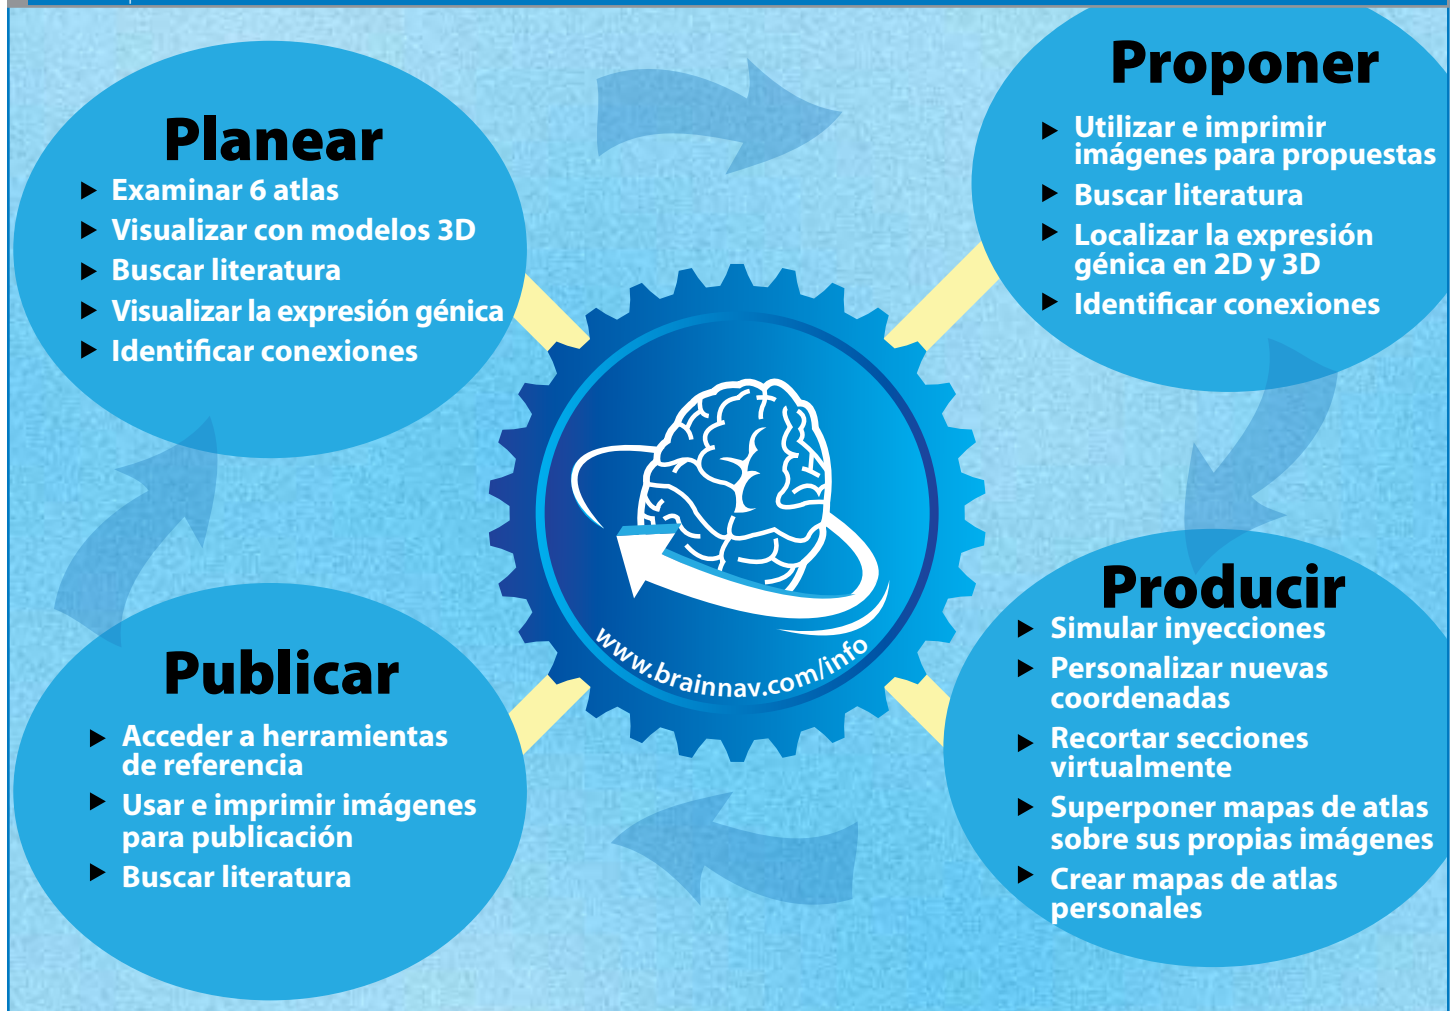 Planear
Examinar 6 atlas
Visualizar con modelos 3D
Buscar literatura
Visualizar la expresión génica
Identificar conexiones
Proponer
Utilizar e imprimir
imágenes para propuestas
Buscar literatura
Localizar la expresión
génica en 2D y 3D
Identificar conexiones
www.brainnav.com/info
Publicar
Acceder a herramientas
de referencia
Usar e imprimir imágenes
para publicación
Buscar literatura
Producir
Simular inyecciones
Personalizar nuevas
coordenadas
Recortar secciones
virtualmente
Superponer mapas de atlas
sobre sus propias imágenes
Crear mapas de atlas
personales